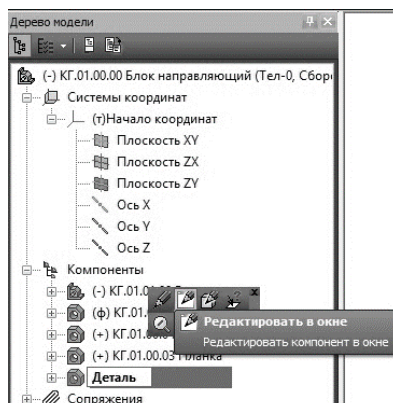 Дерево модели
(-) КГ.01.00.00 Блок направляющий (Тел-0, Сборо
Системы координат
(т)Начало координат
Плоскость XY
Плоскость ZX
Плоскость ZY
Ось X
Ось Y
Ось Z
Компоненты
(-) КГ.01.
(ф) КГ.01.
(+) КГ.01.
(+) КГ.01.00.03 Планка
Деталь
Сопряжения
Редактировать в окне
Редактировать компонент в окне